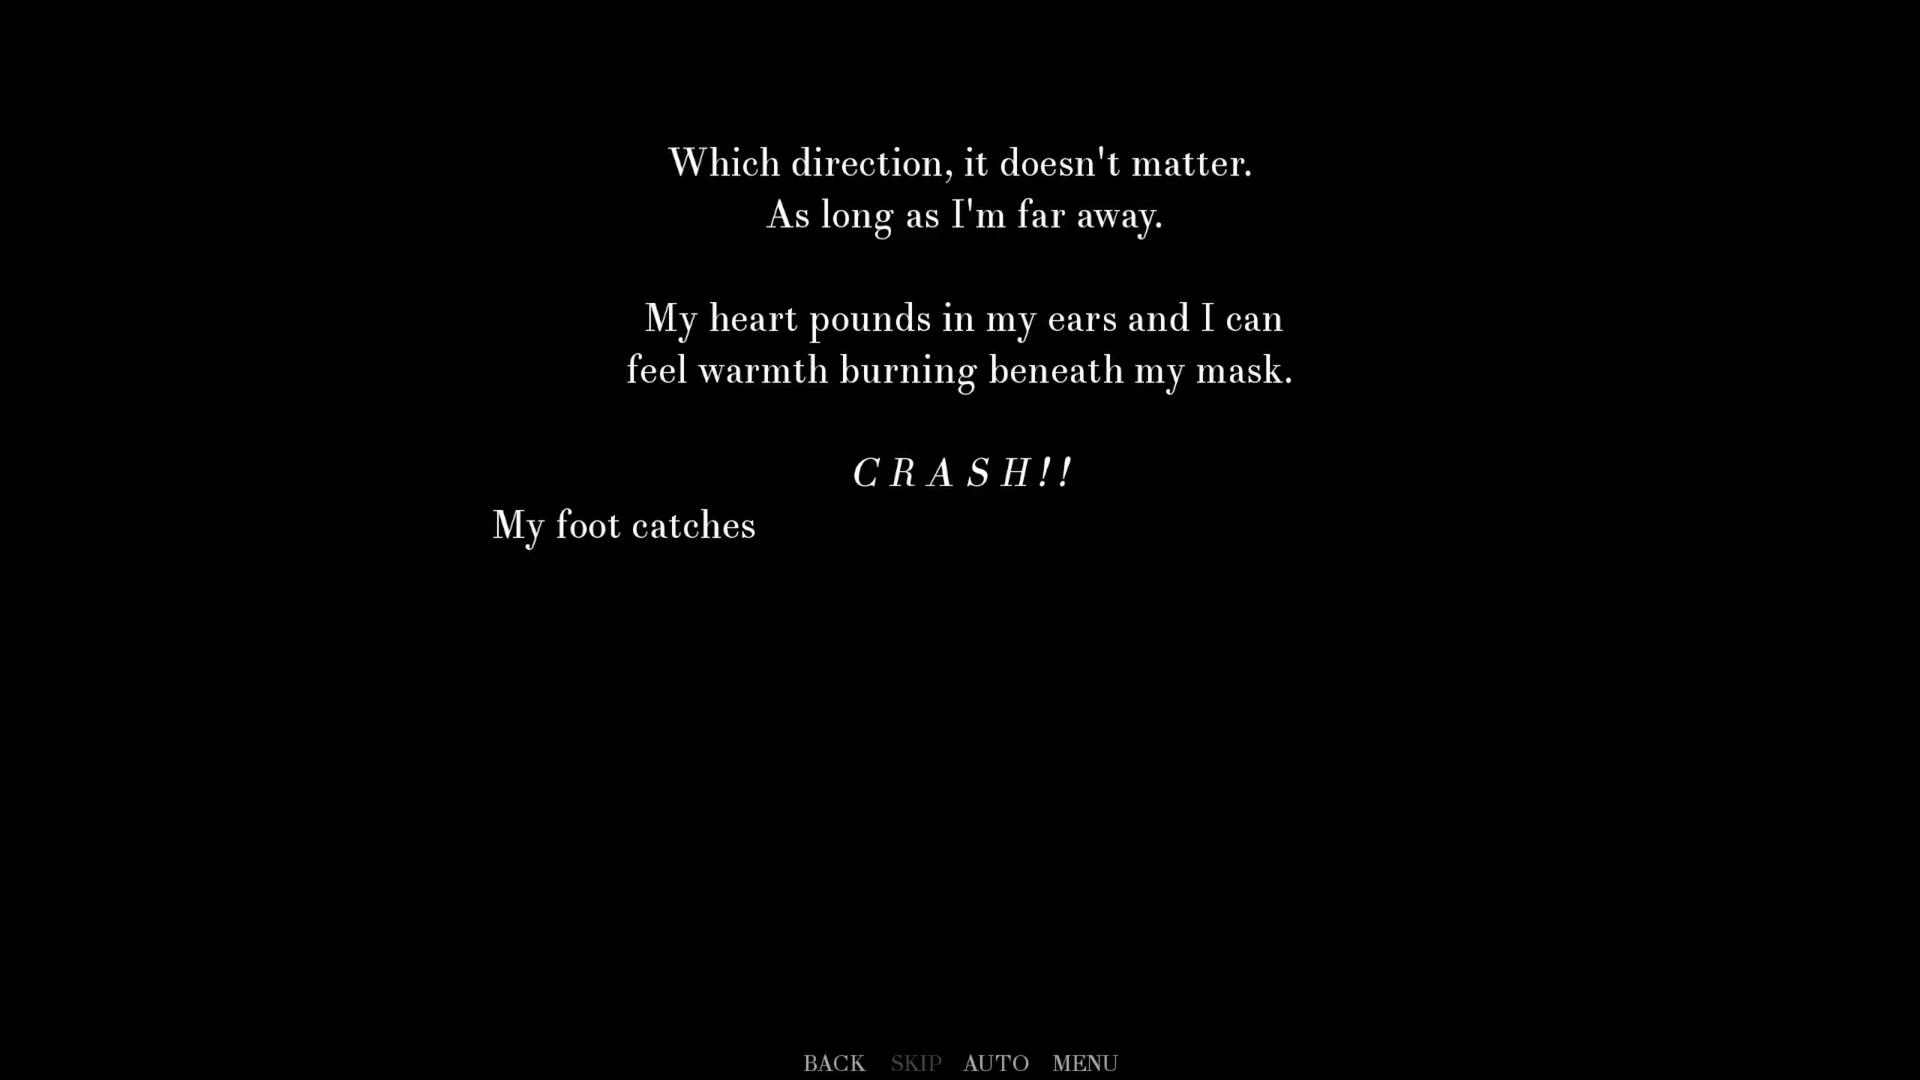 Which direction, it doesn't matter.
As long as I'm far away.
My heart pounds in my ears and I can
feel warmth burning beneath my mask.
C R A S H ! !
My foot catches
BACK SKIP AUTO MENU